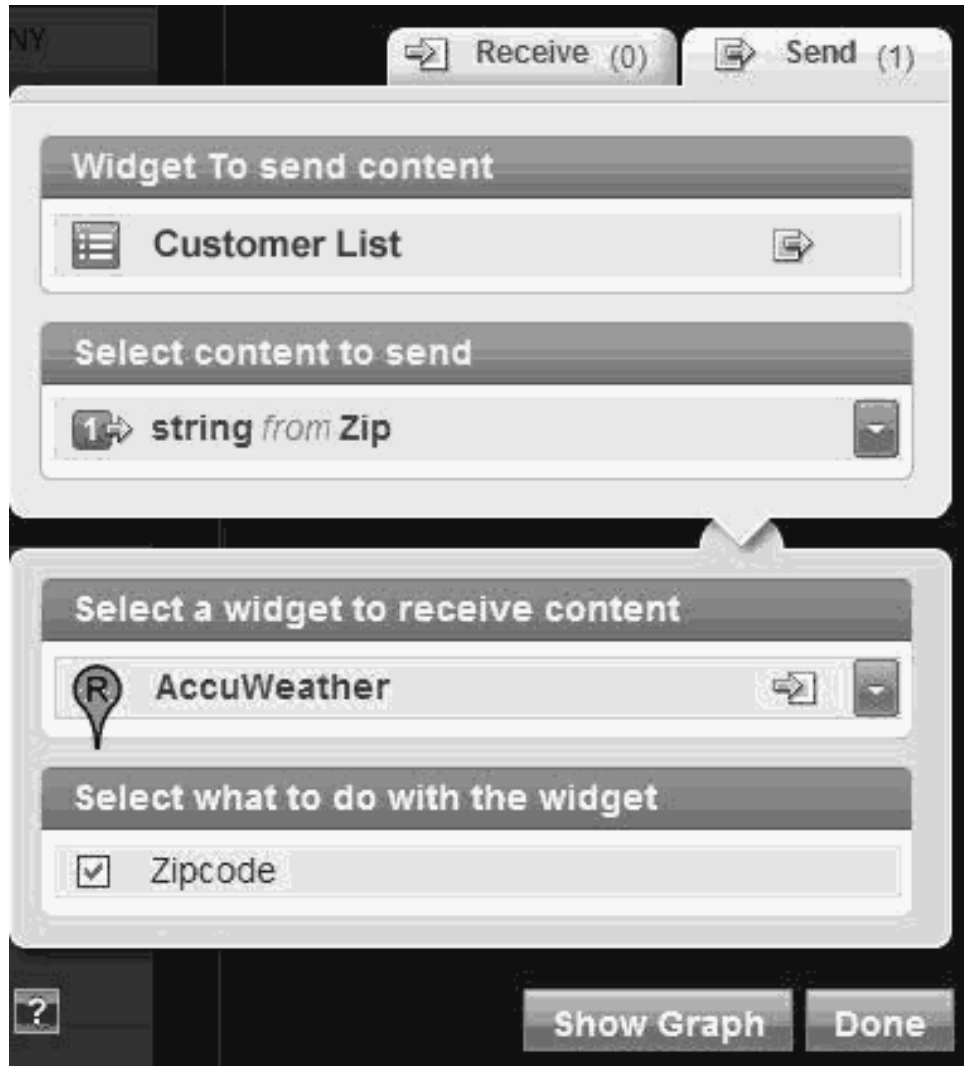 NY
Receive (0)
Send (1)
Widget To send content
Customer List
Select content to send
1 string from Zip
Select a widget to receive content
R AccuWeather
Select what to do with the widget
Zipcode
?
Show Graph
Done